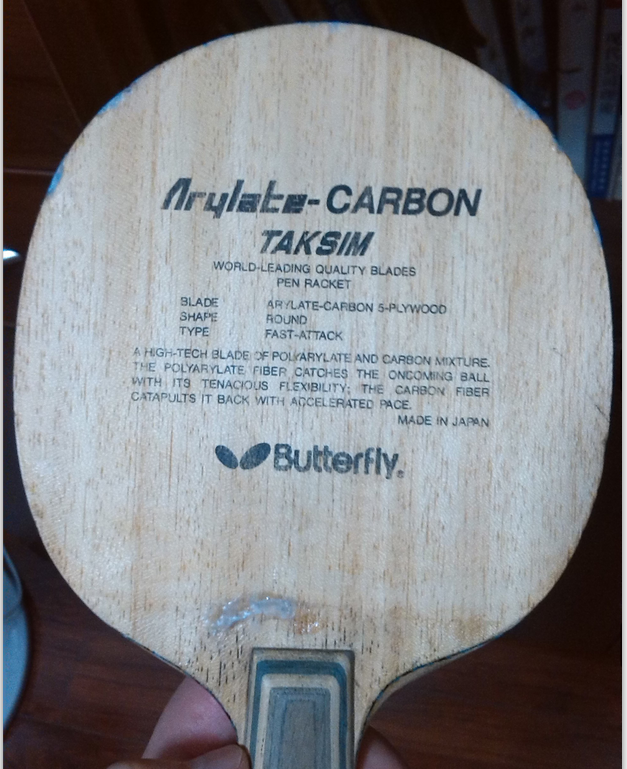 Arylate-CARBON
TAKSIM
WORLD-LEADING QUALITY BLADES
PEN RACKET
BLADE ARYLATE-CARBON 5-PLYWOOD
SHAPE ROUND
TYPE FAST-ATTACK
A HIGH-TECH BLADE OF POLYARYLATE AND CARBON MIXTURE.
THE POLYARYLATE FIBER CATCHES THE ONCOMING BALL
WITH ITS TENACIOUS FLEXIBILITY; THE CARBON FIBER
CATAPULTS IT BACK WITH ACCELERATED PACE.
MADE IN JAPAN
Butterfly®